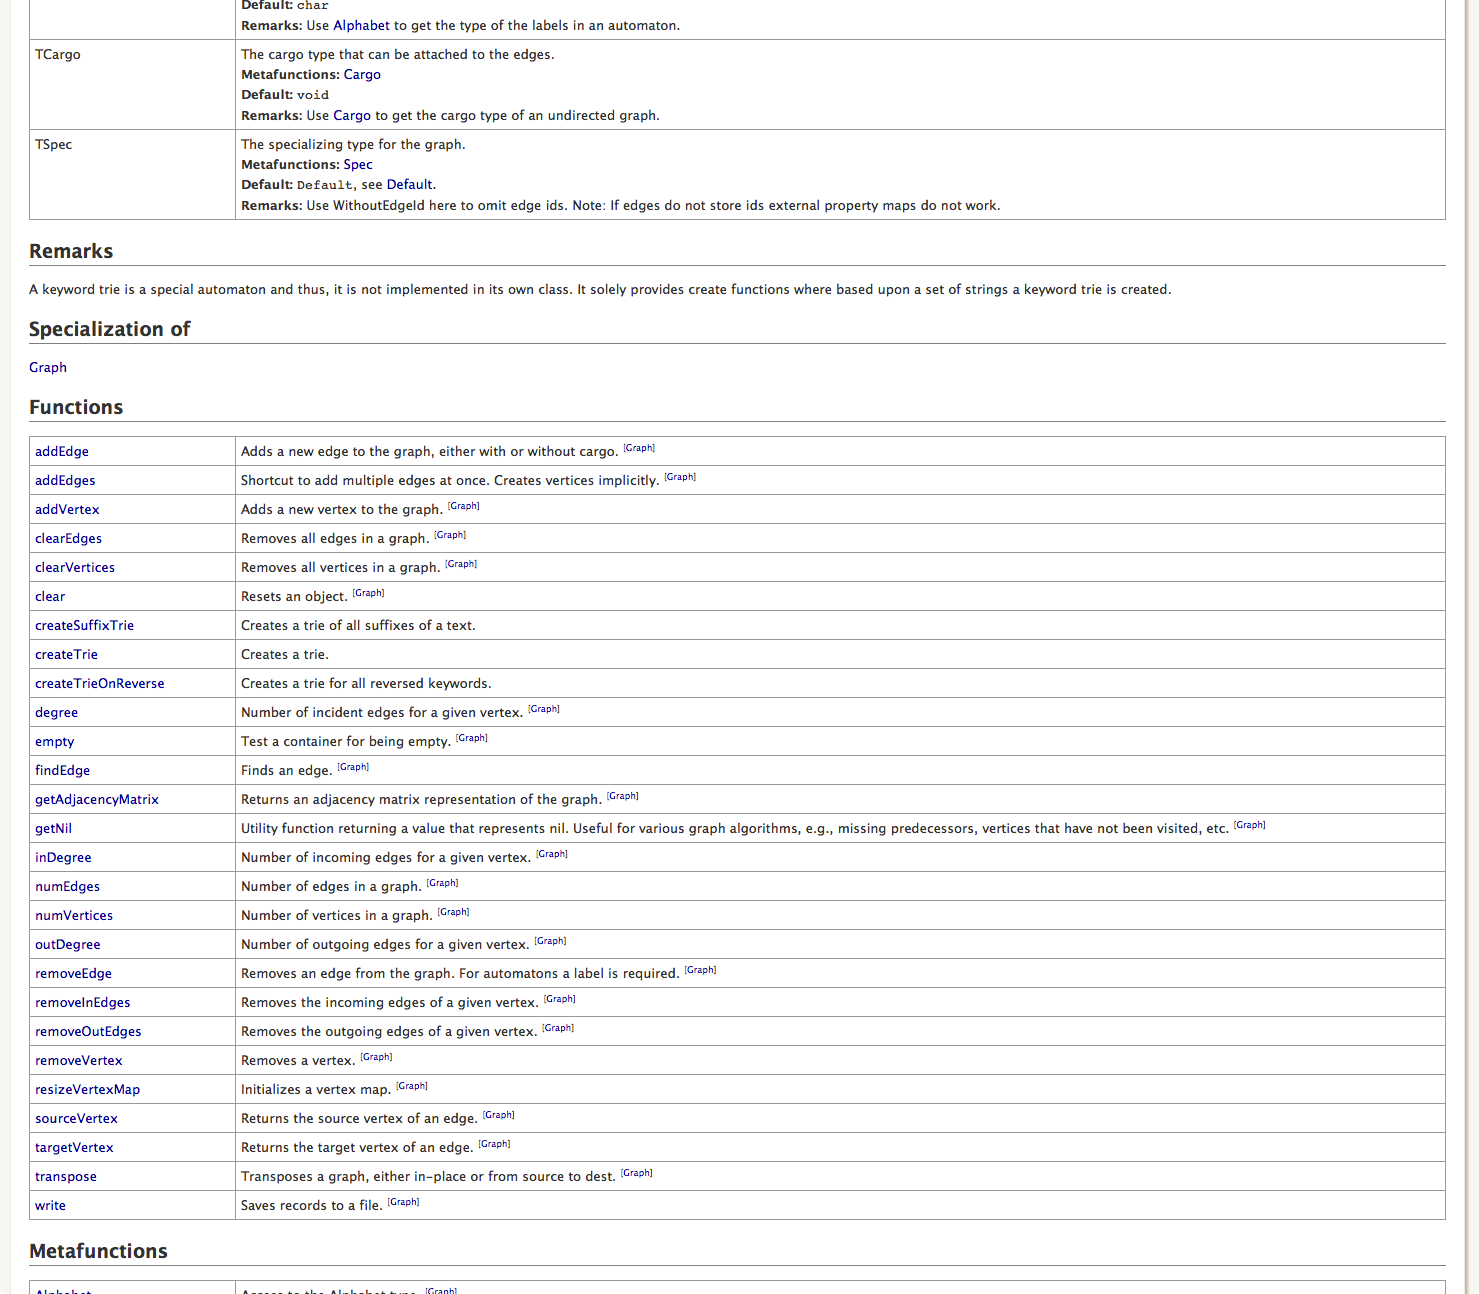 Default: char
Remarks: Use Alphabet to get the type of the labels in an automaton.
TCargo
The cargo type that can be attached to the edges.
Metafunctions: Cargo
Default: void
Remarks: Use Cargo to get the cargo type of an undirected graph.
TSpec
The specializing type for the graph.
Metafunctions: Spec
Default: Default, see Default.
Remarks: Use WithoutEdgeId here to omit edge ids. Note: If edges do not store ids external property maps do not work.
Remarks
A keyword trie is a special automaton and thus, it is not implemented in its own class. It solely provides create functions where based upon a set of strings a keyword trie is created.
Specialization of
Graph
Functions
addEdge Adds a new edge to the graph, either with or without cargo. [Graph]
addEdges Shortcut to add multiple edges at once. Creates vertices implicitly. [Graph]
addVertex Adds a new vertex to the graph. [Graph]
clearEdges Removes all edges in a graph. [Graph]
clearVertices Removes all vertices in a graph. [Graph]
clear Resets an object. [Graph]
createSuffixTrie Creates a trie of all suffixes of a text.
createTrie Creates a trie.
createTrieOnReverse Creates a trie for all reversed keywords.
degree Number of incident edges for a given vertex. [Graph]
empty Test a container for being empty. [Graph]
findEdge Finds an edge. [Graph]
getAdjacencyMatrix Returns an adjacency matrix representation of the graph. [Graph]
getNil Utility function returning a value that represents nil. Useful for various graph algorithms, e.g., missing predecessors, vertices that have not been visited, etc. [Graph]
inDegree Number of incoming edges for a given vertex. [Graph]
numEdges Number of edges in a graph. [Graph]
numVertices Number of vertices in a graph. [Graph]
outDegree Number of outgoing edges for a given vertex. [Graph]
removeEdge Removes an edge from the graph. For automatons a label is required. [Graph]
removeInEdges Removes the incoming edges of a given vertex. [Graph]
removeOutEdges Removes the outgoing edges of a given vertex. [Graph]
removeVertex Removes a vertex. [Graph]
resizeVertexMap Initializes a vertex map. [Graph]
sourceVertex Returns the source vertex of an edge. [Graph]
targetVertex Returns the target vertex of an edge. [Graph]
transpose Transposes a graph, either in-place or from source to dest. [Graph]
write Saves records to a file. [Graph]
Metafunctions
Alphabet Access to the Alphabet type. [Graph]